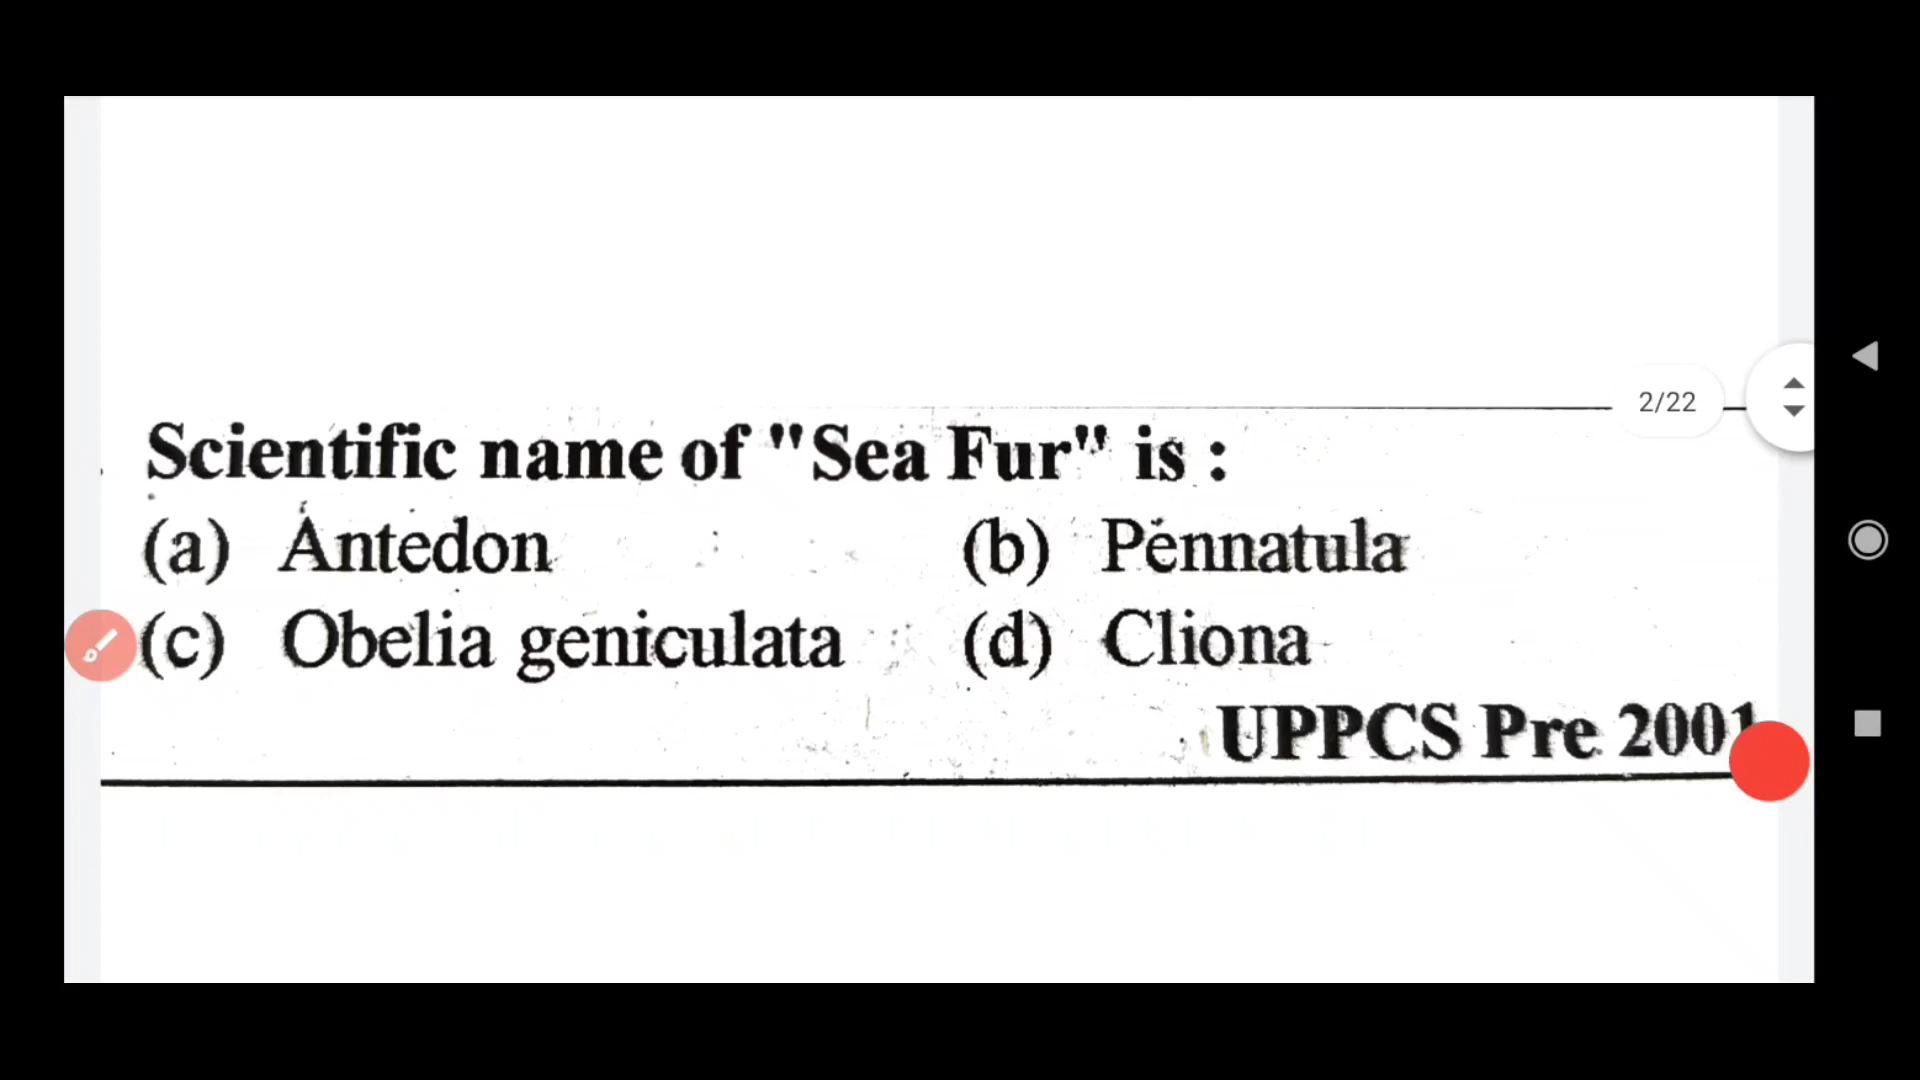 2/22
Scientific name of "Sea Fur" is :
(a) Antedon (b) Pennatula
(c) Obelia geniculata (d) Cliona
UPPCS Pre 2001